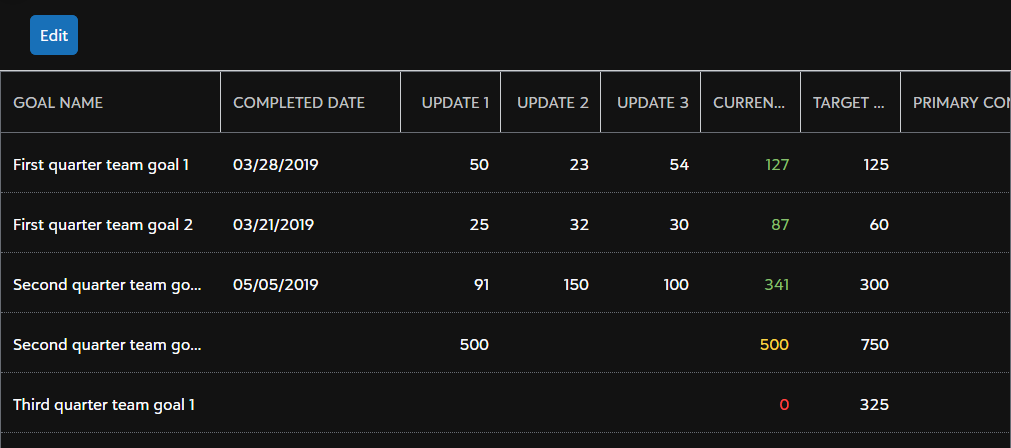 Edit
GOAL NAME COMPLETED DATE UPDATE 1 UPDATE 2 UPDATE 3 CURREN... TARGET ... PRIMARY CON
First quarter team goal 1 03/28/2019 50 23 54 127 125
First quarter team goal 2 03/21/2019 25 32 30 87 60
Second quarter team go... 05/05/2019 91 150 100 341 300
Second quarter team go... 500 500 750
Third quarter team goal 1 0 325